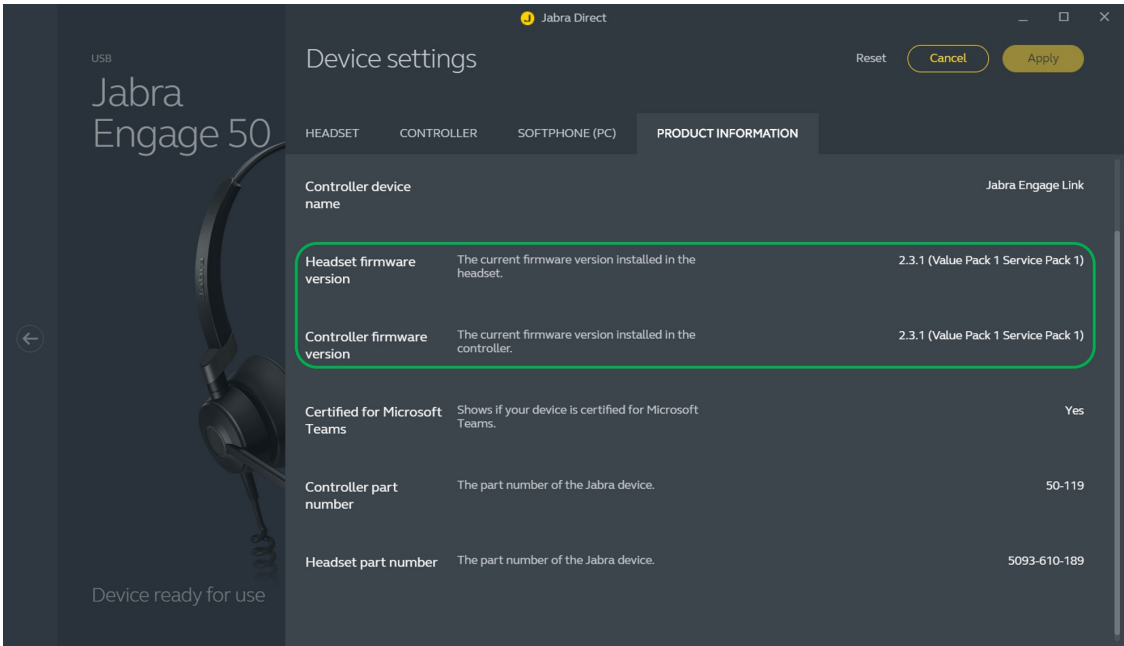 Jabra Direct
USB
Jabra
Engage 50
Device settings
Reset
Cancel
Apply
HEADSET
CONTROLLER
SOFTPHONE (PC)
PRODUCT INFORMATION
Controller device
name
Jabra Engage Link
Headset firmware
version
The current firmware version installed in the
headset.
2.3.1 (Value Pack 1 Service Pack 1)
Controller firmware
version
The current firmware version installed in the
controller.
2.3.1 (Value Pack 1 Service Pack 1)
Certified for Microsoft
Teams
Shows if your device is certified for Microsoft
Teams.
Yes
Controller part
number
The part number of the Jabra device.
50-119
Headset part number
The part number of the Jabra device.
5093-610-189
Device ready for use